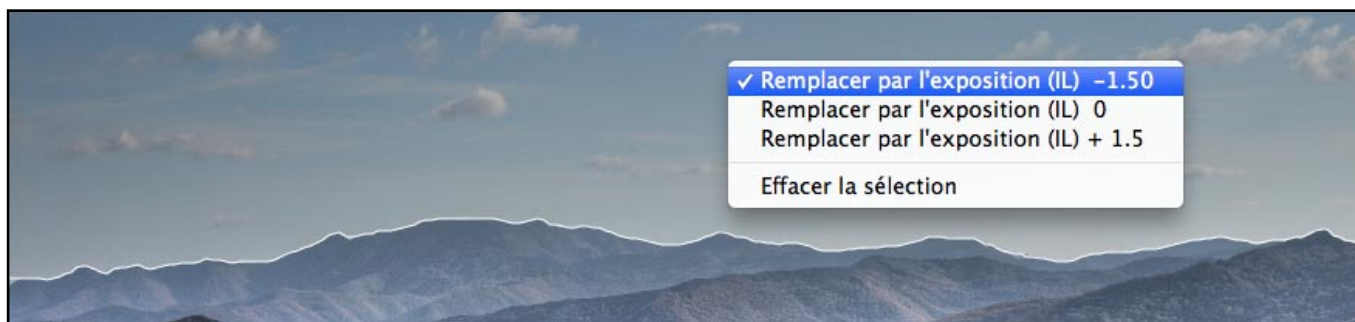 ✓ Remplacer par l'exposition (IL) -1.50
Remplacer par l'exposition (IL) 0
Remplacer par l'exposition (IL) + 1.5
Effacer la sélection